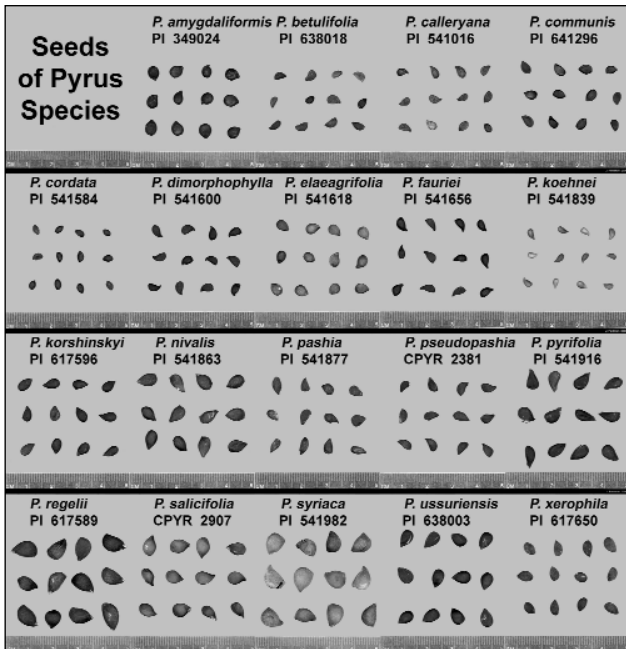 Seeds
of Pyrus
Species
P. amygdaliformis
PI 349024
P. betulifolia
PI 638018
P. calleryana
PI 541016
P. communis
PI 641296
P. cordata
PI 541584
P. dimorphophylla
PI 541600
P. elaeagrifolia
PI 541618
P. fauriei
PI 541656
P. koehnei
PI 541839
P. korshinskyi
PI 617596
P. nivalis
PI 541863
P. pashia
PI 541877
P. pseudopashia
CPYR 2381
P. pyrifolia
PI 541916
P. regelii
PI 617589
P. salicifolia
CPYR 2907
P. syriaca
PI 541982
P. ussuriensis
PI 638003
P. xerophila
PI 617650